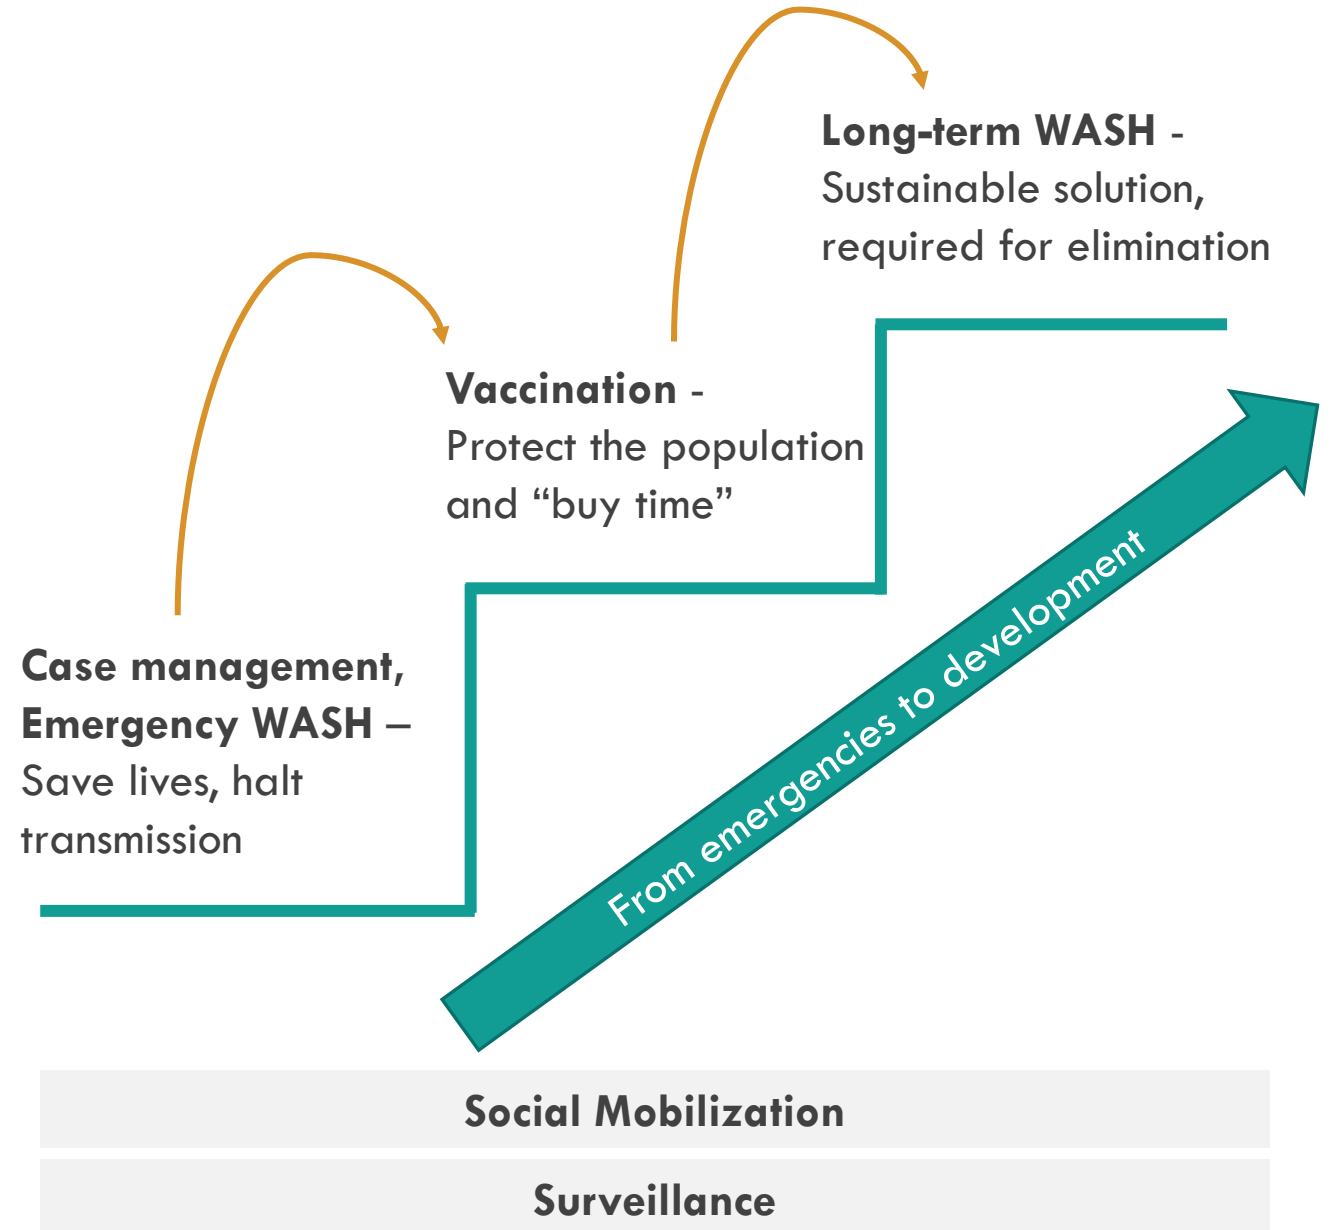 Long-term WASH -
Sustainable solution,
required for elimination
Vaccination -
Protect the population
and “buy time”
Case management,
Emergency WASH –
Save lives, halt
transmission
From emergencies to development
Social Mobilization
Surveillance